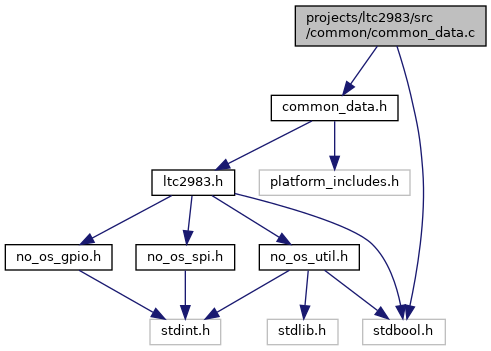 projects/ltc2983/src
/common/common_data.c
common_data.h
ltc2983.h
platform_includes.h
no_os_gpio.h
no_os_spi.h
no_os_util.h
stdint.h
stdlib.h
stdbool.h